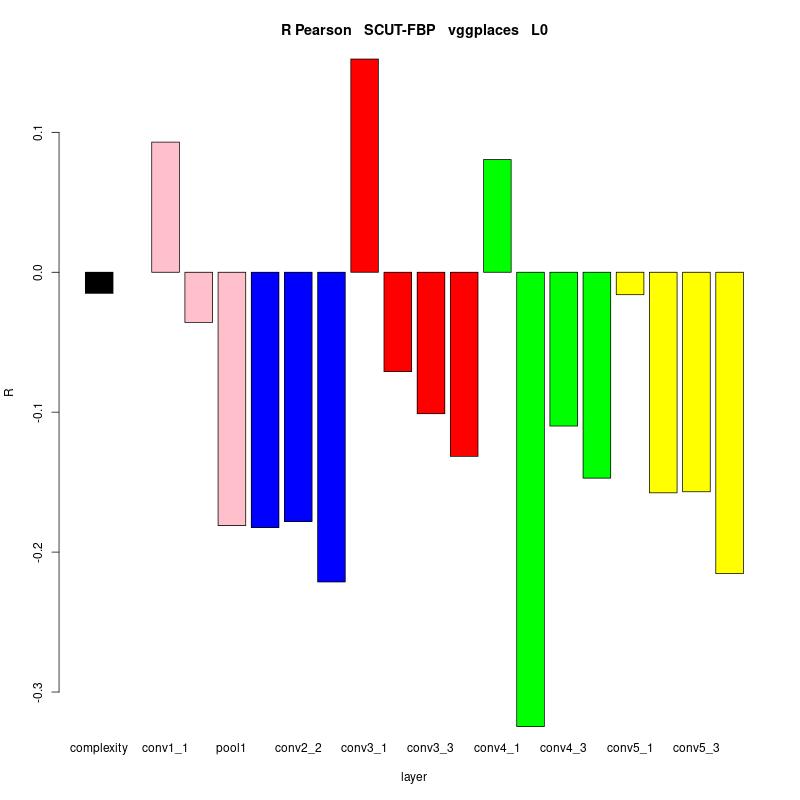 R Pearson SCUT-FBP vggplaces L0
0.1
0.0
-0.1
-0.2
-0.3
R
complexity conv1_1 pool1 conv2_2 conv3_1 conv3_3 conv4_1 conv4_3 conv5_1 conv5_3
layer